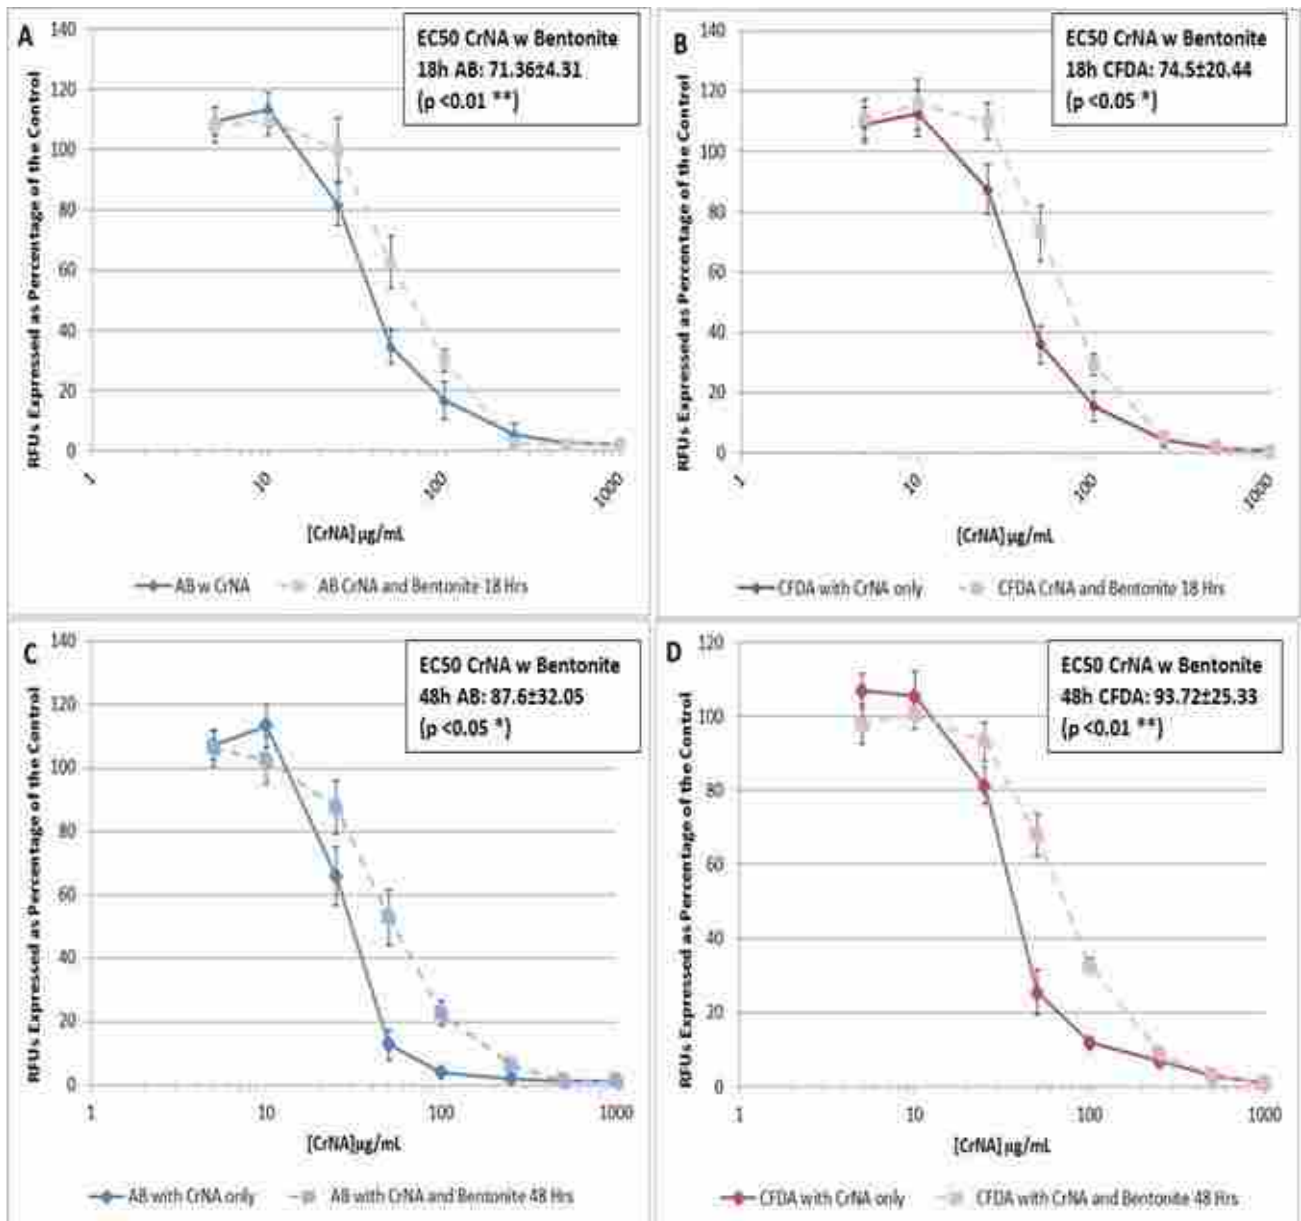 A
EC50 CrNA w Bentonite
18h AB: 71.36±4.31
(p <0.01 **)
RFUs Expressed as Percentage of the Control
140
120
100
80
60
40
20
0
1
10
100
1000
[CrNA] µg/mL
AB w CrNA
AB CrNA and Bentonite 18 Hrs
B
EC50 CrNA w Bentonite
18h CFDA: 74.5±20.44
(p <0.05 *)
RFUs Expressed as Percentage of the Control
140
120
100
80
60
40
20
0
1
10
100
1000
[CrNA] µg/mL
CFDA with CrNA only
CFDA CrNA and Bentonite 18 Hrs
C
EC50 CrNA w Bentonite
48h AB: 87.6±32.05
(p <0.05 *)
RFUs Expressed as Percentage of the Control
140
120
100
80
60
40
20
0
1
10
100
1000
[CrNA]µg/mL
AB with CrNA only
AB with CrNA and Bentonite 48 Hrs
D
EC50 CrNA w Bentonite
48h CFDA: 93.72±25.33
(p <0.01 **)
RFUs Expressed as Percentage of the Control
120
100
80
60
40
20
0
1
10
100
1000
[CrNA] µg/mL
CFDA with CrNA only
CFDA with CrNA and Bentonite 48 Hrs